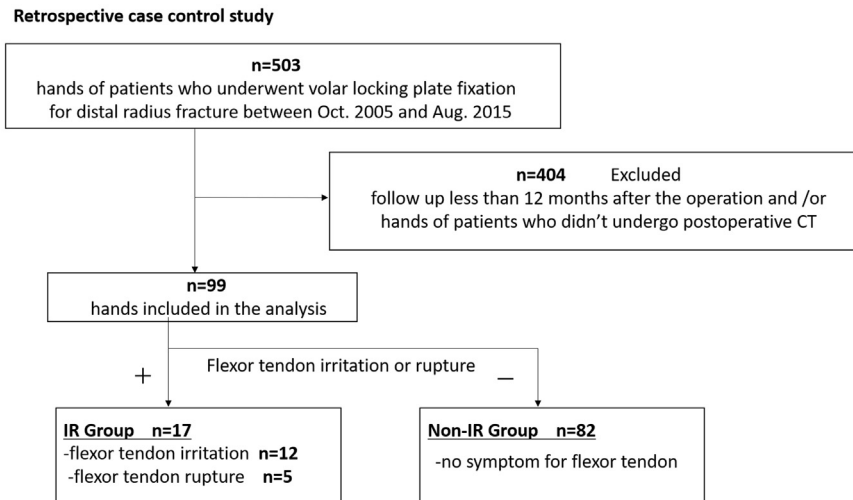 Retrospective case control study
n=503
hands of patients who underwent volar locking plate fixation
for distal radius fracture between Oct. 2005 and Aug. 2015
n=404 Excluded
follow up less than 12 months after the operation and /or
hands of patients who didn’t undergo postoperative CT
n=99
hands included in the analysis
Flexor tendon irritation or rupture
+
−
IR Group n=17
-flexor tendon irritation n=12
-flexor tendon rupture n=5
Non-IR Group n=82
-no symptom for flexor tendon